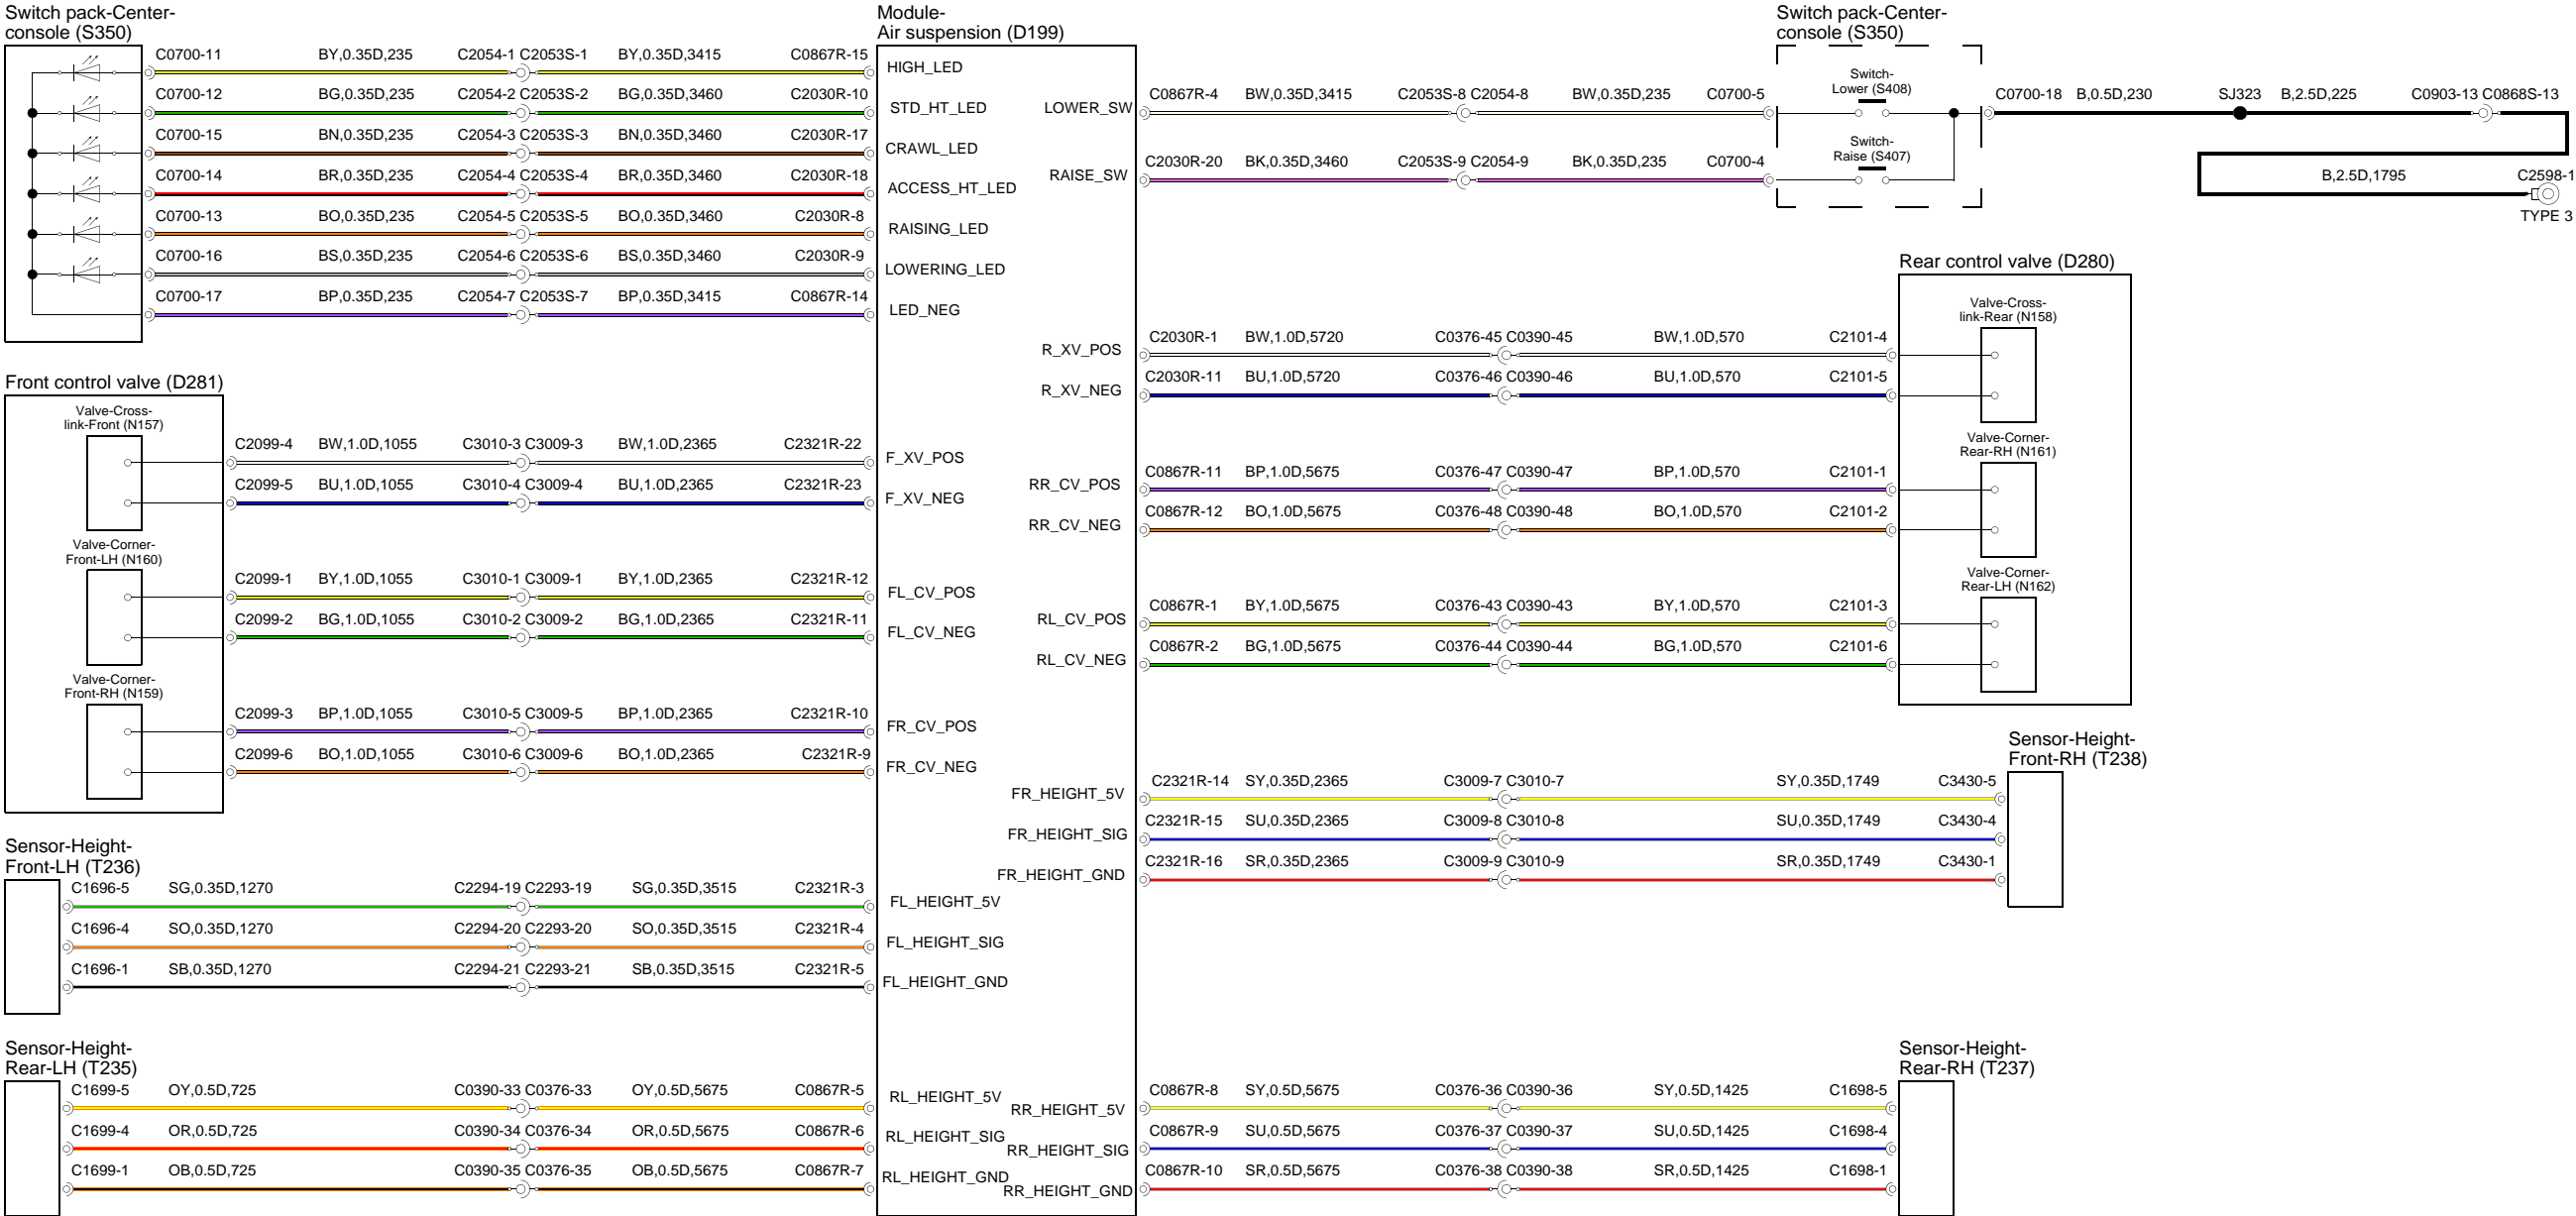 Switch pack-Center-
console (S350)
C0700-11 BY,0.35D,235 C2054-1 C2053S-1 BY,0.35D,3415 C0867R-15
C0700-12 BG,0.35D,235 C2054-2 C2053S-2 BG,0.35D,3460 C2030R-10
C0700-15 BN,0.35D,235 C2054-3 C2053S-3 BN,0.35D,3460 C2030R-17
C0700-14 BR,0.35D,235 C2054-4 C2053S-4 BR,0.35D,3460 C2030R-18
C0700-13 BO,0.35D,235 C2054-5 C2053S-5 BO,0.35D,3460 C2030R-8
C0700-16 BS,0.35D,235 C2054-6 C2053S-6 BS,0.35D,3460 C2030R-9
C0700-17 BP,0.35D,235 C2054-7 C2053S-7 BP,0.35D,3415 C0867R-14
Front control valve (D281)
Valve-Cross-
link-Front (N157)
C2099-4 BW,1.0D,1055 C3010-3 C3009-3 BW,1.0D,2365 C2321R-22
C2099-5 BU,1.0D,1055 C3010-4 C3009-4 BU,1.0D,2365 C2321R-23
Valve-Corner-
Front-LH (N160)
C2099-1 BY,1.0D,1055 C3010-1 C3009-1 BY,1.0D,2365 C2321R-12
C2099-2 BG,1.0D,1055 C3010-2 C3009-2 BG,1.0D,2365 C2321R-11
Valve-Corner-
Front-RH (N159)
C2099-3 BP,1.0D,1055 C3010-5 C3009-5 BP,1.0D,2365 C2321R-10
C2099-6 BO,1.0D,1055 C3010-6 C3009-6 BO,1.0D,2365 C2321R-9
Sensor-Height-
Front-LH (T236)
C1696-5 SG,0.35D,1270 C2294-19 C2293-19 SG,0.35D,3515 C2321R-3
C1696-4 SO,0.35D,1270 C2294-20 C2293-20 SO,0.35D,3515 C2321R-4
C1696-1 SB,0.35D,1270 C2294-21 C2293-21 SB,0.35D,3515 C2321R-5
Sensor-Height-
Rear-LH (T235)
C1699-5 OY,0.5D,725 C0390-33 C0376-33 OY,0.5D,5675 C0867R-5
C1699-4 OR,0.5D,725 C0390-34 C0376-34 OR,0.5D,5675 C0867R-6
C1699-1 OB,0.5D,725 C0390-35 C0376-35 OB,0.5D,5675 C0867R-7
Module-
Air suspension (D199)
HIGH_LED
STD_HT_LED
CRAWL_LED
ACCESS_HT_LED
RAISING_LED
LOWERING_LED
LED_NEG
F_XV_POS
F_XV_NEG
FL_CV_POS
FL_CV_NEG
FR_CV_POS
FR_CV_NEG
FL_HEIGHT_5V
FL_HEIGHT_SIG
FL_HEIGHT_GND
RL_HEIGHT_5V
RL_HEIGHT_SIG
RL_HEIGHT_GND
LOWER_SW
RAISE_SW
R_XV_POS
R_XV_NEG
RR_CV_POS
RR_CV_NEG
RL_CV_POS
RL_CV_NEG
FR_HEIGHT_5V
FR_HEIGHT_SIG
FR_HEIGHT_GND
RR_HEIGHT_5V
RR_HEIGHT_SIG
RR_HEIGHT_GND
Switch pack-Center-
console (S350)
Switch-
Lower (S408)
Switch-
Raise (S407)
C0867R-4 BW,0.35D,3415 C2053S-8 C2054-8 BW,0.35D,235 C0700-5
C2030R-20 BK,0.35D,3460 C2053S-9 C2054-9 BK,0.35D,235 C0700-4
C0700-18 B,0.5D,230 SJ323 B,2.5D,225 C0903-13 C0868S-13
B,2.5D,1795 C2598-1
TYPE 3
Rear control valve (D280)
Valve-Cross-
link-Rear (N158)
C2030R-1 BW,1.0D,5720 C0376-45 C0390-45 BW,1.0D,570 C2101-4
C2030R-11 BU,1.0D,5720 C0376-46 C0390-46 BU,1.0D,570 C2101-5
Valve-Corner-
Rear-RH (N161)
C0867R-11 BP,1.0D,5675 C0376-47 C0390-47 BP,1.0D,570 C2101-1
C0867R-12 BO,1.0D,5675 C0376-48 C0390-48 BO,1.0D,570 C2101-2
Valve-Corner-
Rear-LH (N162)
C0867R-1 BY,1.0D,5675 C0376-43 C0390-43 BY,1.0D,570 C2101-3
C0867R-2 BG,1.0D,5675 C0376-44 C0390-44 BG,1.0D,570 C2101-6
Sensor-Height-
Front-RH (T238)
C2321R-14 SY,0.35D,2365 C3009-7 C3010-7 SY,0.35D,1749 C3430-5
C2321R-15 SU,0.35D,2365 C3009-8 C3010-8 SU,0.35D,1749 C3430-4
C2321R-16 SR,0.35D,2365 C3009-9 C3010-9 SR,0.35D,1749 C3430-1
Sensor-Height-
Rear-RH (T237)
C0867R-8 SY,0.5D,5675 C0376-36 C0390-36 SY,0.5D,1425 C1698-5
C0867R-9 SU,0.5D,5675 C0376-37 C0390-37 SU,0.5D,1425 C1698-4
C0867R-10 SR,0.5D,5675 C0376-38 C0390-38 SR,0.5D,1425 C1698-1